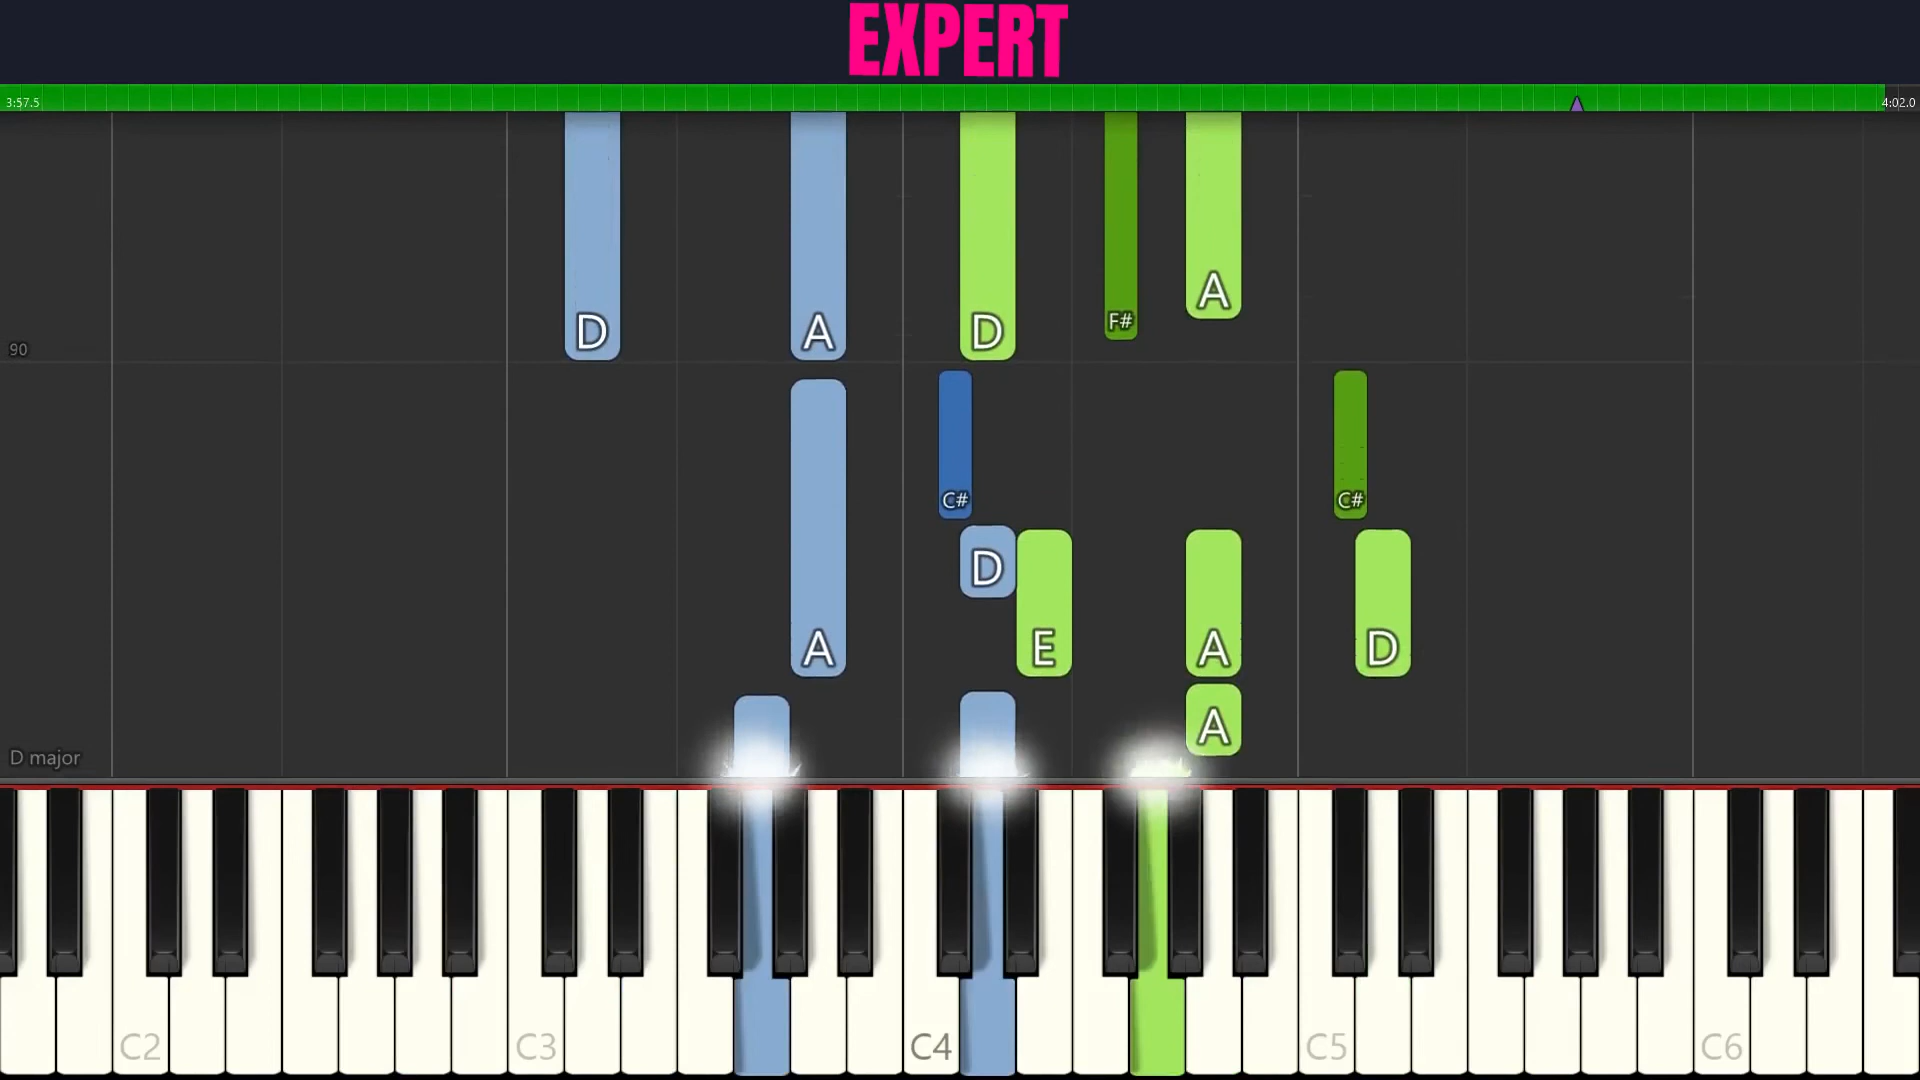 EXPERT
3:57.5 4:02.0
D A D F# A
90
C# C#
D
A E A D
A
D major
C2 C3 C4 C5 C6